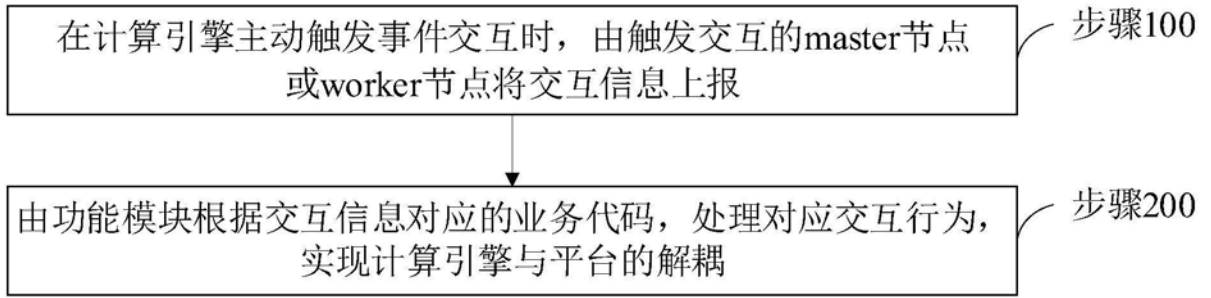 在计算引擎主动触发事件交互时，由触发交互的master节点
或worker节点将交互信息上报
步骤100
由功能模块根据交互信息对应的业务代码，处理对应交互行为，
实现计算引擎与平台的解耦
步骤200